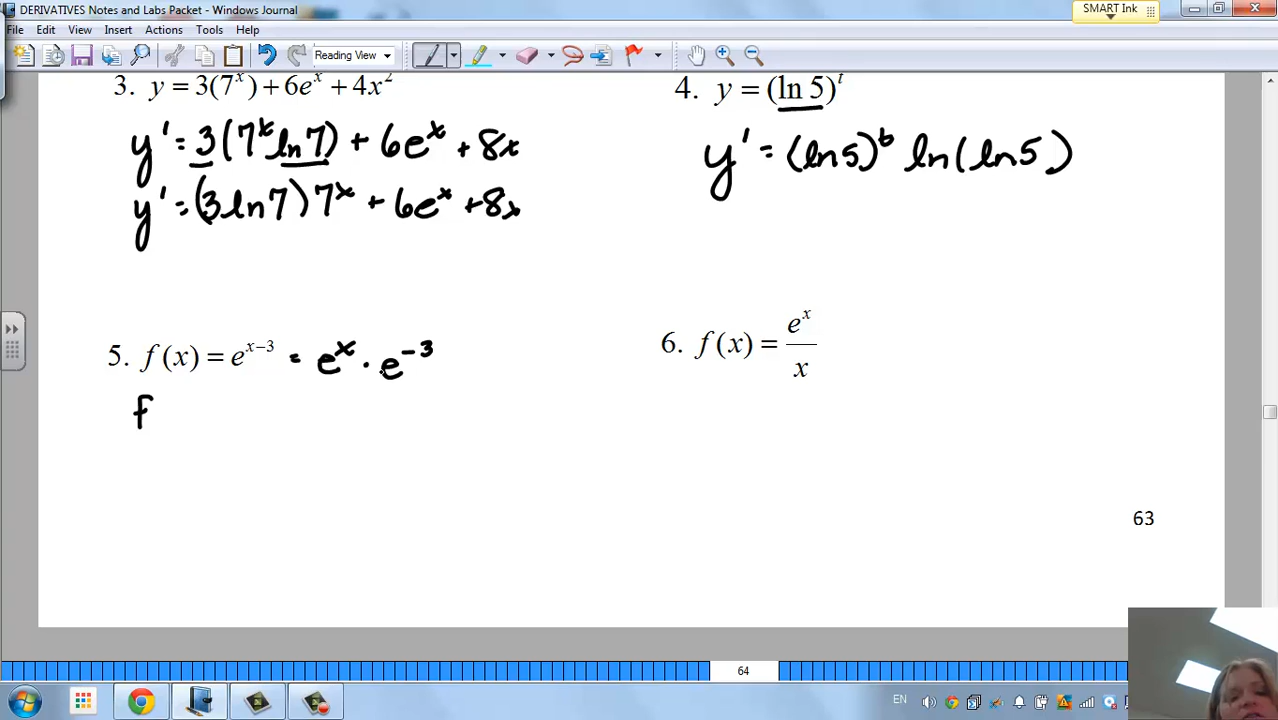 DERIVATIVES Notes and Labs Packet - Windows Journal
SMART Ink
File Edit View Insert Actions Tools Help
Reading View
3. y = 3(7^x) + 6e^x + 4x^2
y' = 3(7^x ln 7) + 6e^x + 8x
y' = (3 ln 7) 7^x + 6e^x + 8x
4. y = (ln 5)^t
y' = (ln 5)^t ln(ln 5)
5. f(x) = e^{x-3} = e^x · e^{-3}
f
6. f(x) = e^x / x
63
64
EN